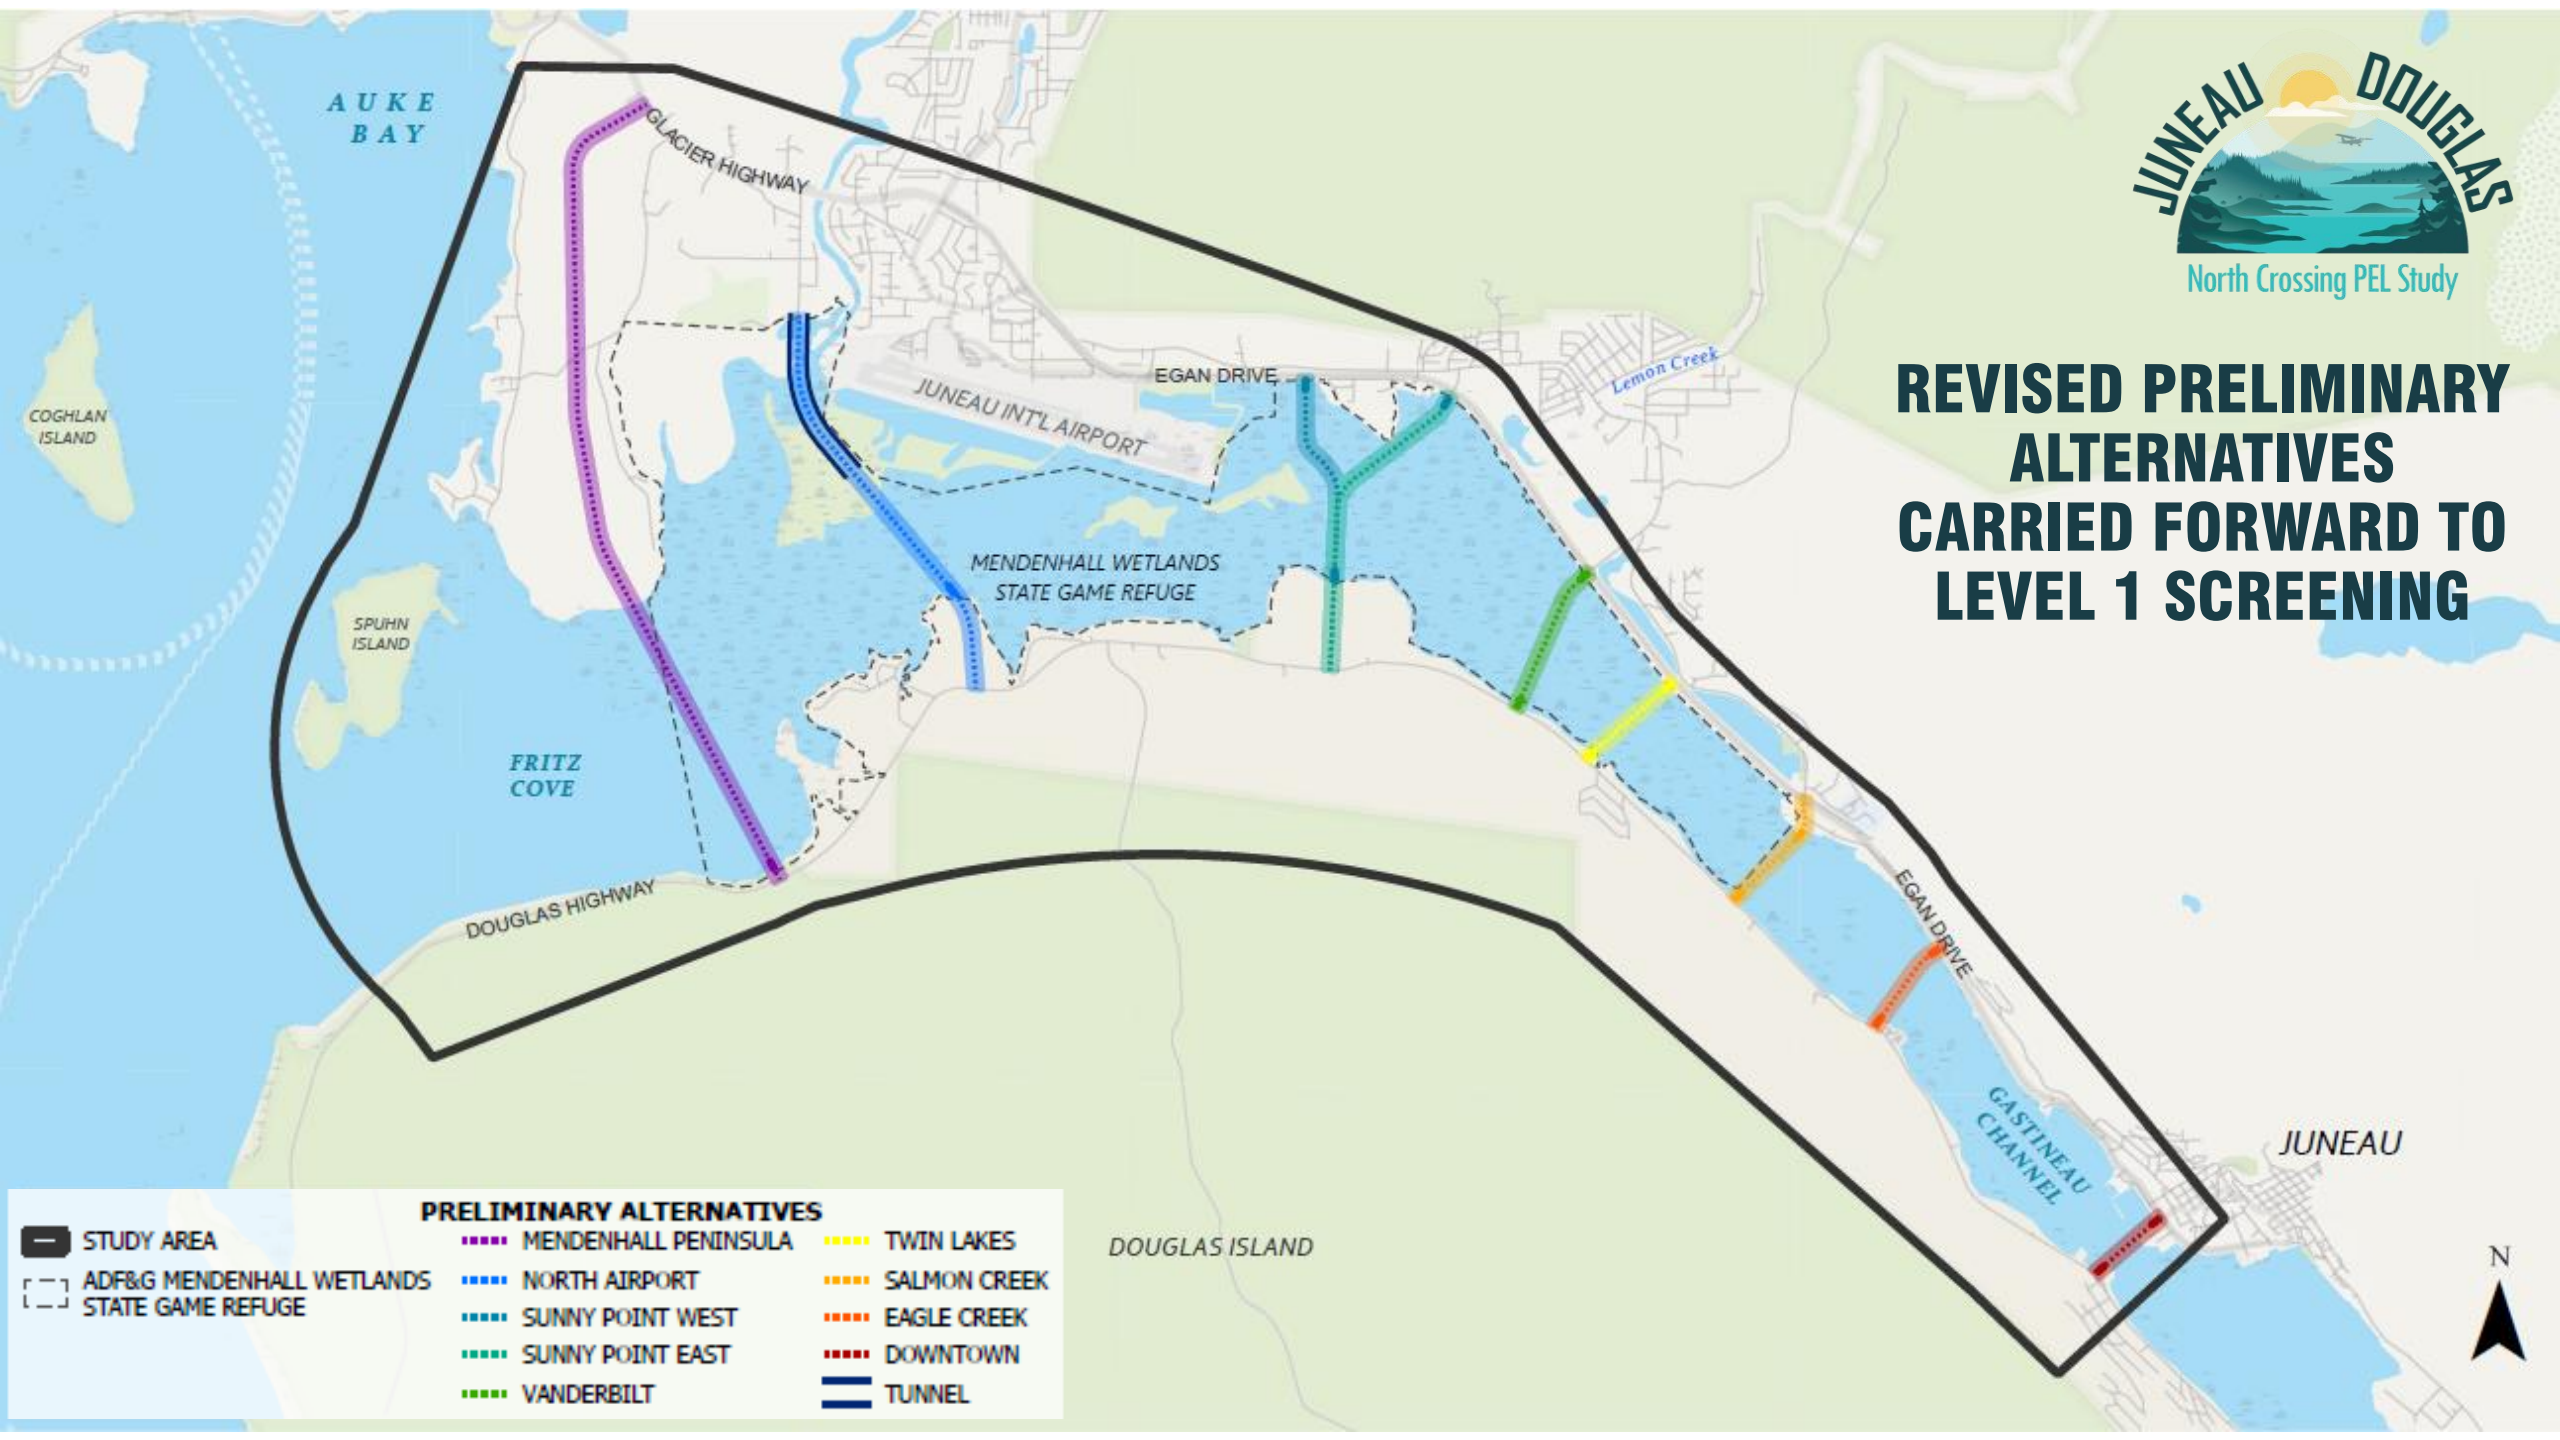 JUNEAU DOUGLAS
North Crossing PEL Study
REVISED PRELIMINARY
ALTERNATIVES
CARRIED FORWARD TO
LEVEL 1 SCREENING
AUKE
BAY
GLACIER HIGHWAY
COGHLAN
ISLAND
JUNEAU INT'L AIRPORT
EGAN DRIVE
Lemon Creek
MENDENHALL WETLANDS
STATE GAME REFUGE
SPUHN
ISLAND
FRITZ
COVE
DOUGLAS HIGHWAY
EGAN DRIVE
GASTINEAU
CHANNEL
JUNEAU
DOUGLAS ISLAND
N
PRELIMINARY ALTERNATIVES
STUDY AREA
ADF&G MENDENHALL WETLANDS
STATE GAME REFUGE
MENDENHALL PENINSULA
NORTH AIRPORT
SUNNY POINT WEST
SUNNY POINT EAST
VANDERBILT
TWIN LAKES
SALMON CREEK
EAGLE CREEK
DOWNTOWN
TUNNEL